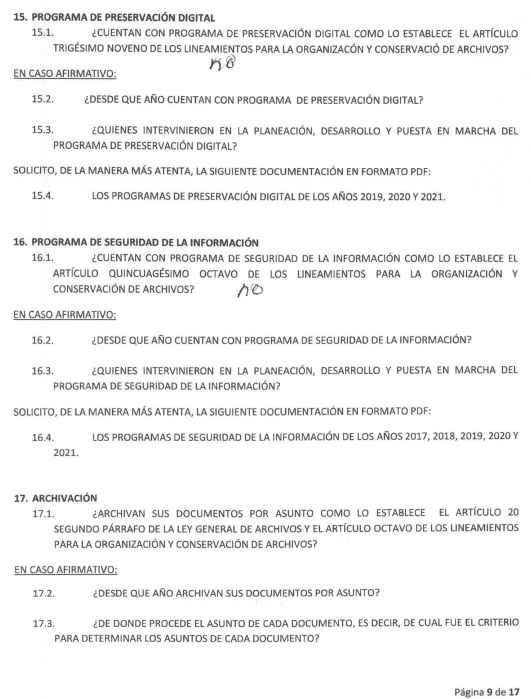 15. PROGRAMA DE PRESERVACIÓN DIGITAL
15.1. ¿CUENTAN CON PROGRAMA DE PRESERVACIÓN DIGITAL COMO LO ESTABLECE EL ARTÍCULO
TRIGÉSIMO NOVENO DE LOS LINEAMIENTOS PARA LA ORGANIZACÓN Y CONSERVACIÓ DE ARCHIVOS?
no
EN CASO AFIRMATIVO:
15.2. ¿DESDE QUE AÑO CUENTAN CON PROGRAMA DE PRESERVACIÓN DIGITAL?
15.3. ¿QUIENES INTERVINIERON EN LA PLANEACIÓN, DESARROLLO Y PUESTA EN MARCHA DEL
PROGRAMA DE PRESERVACIÓN DIGITAL?
SOLICITO, DE LA MANERA MÁS ATENTA, LA SIGUIENTE DOCUMENTACIÓN EN FORMATO PDF:
15.4. LOS PROGRAMAS DE PRESERVACIÓN DIGITAL DE LOS AÑOS 2019, 2020 Y 2021.
16. PROGRAMA DE SEGURIDAD DE LA INFORMACIÓN
16.1. ¿CUENTAN CON PROGRAMA DE SEGURIDAD DE LA INFORMACIÓN COMO LO ESTABLECE EL
ARTÍCULO QUINCUAGÉSIMO OCTAVO DE LOS LINEAMIENTOS PARA LA ORGANIZACIÓN Y
CONSERVACIÓN DE ARCHIVOS? no
EN CASO AFIRMATIVO:
16.2. ¿DESDE QUE AÑO CUENTAN CON PROGRAMA DE SEGURIDAD DE LA INFORMACIÓN?
16.3. ¿QUIENES INTERVINIERON EN LA PLANEACIÓN, DESARROLLO Y PUESTA EN MARCHA DEL
PROGRAMA DE SEGURIDAD DE LA INFORMACIÓN?
SOLICITO, DE LA MANERA MÁS ATENTA, LA SIGUIENTE DOCUMENTACIÓN EN FORMATO PDF:
16.4. LOS PROGRAMAS DE SEGURIDAD DE LA INFORMACIÓN DE LOS AÑOS 2017, 2018, 2019, 2020 Y
2021.
17. ARCHIVACIÓN
17.1. ¿ARCHIVAN SUS DOCUMENTOS POR ASUNTO COMO LO ESTABLECE EL ARTÍCULO 20
SEGUNDO PÁRRAFO DE LA LEY GENERAL DE ARCHIVOS Y EL ARTÍCULO OCTAVO DE LOS LINEAMIENTOS
PARA LA ORGANIZACIÓN Y CONSERVACIÓN DE ARCHIVOS?
EN CASO AFIRMATIVO:
17.2. ¿DESDE QUE AÑO ARCHIVAN SUS DOCUMENTOS POR ASUNTO?
17.3. ¿DE DONDE PROCEDE EL ASUNTO DE CADA DOCUMENTO, ES DECIR, DE CUAL FUE EL CRITERIO
PARA DETERMINAR LOS ASUNTOS DE CADA DOCUMENTO?
Página 9 de 17